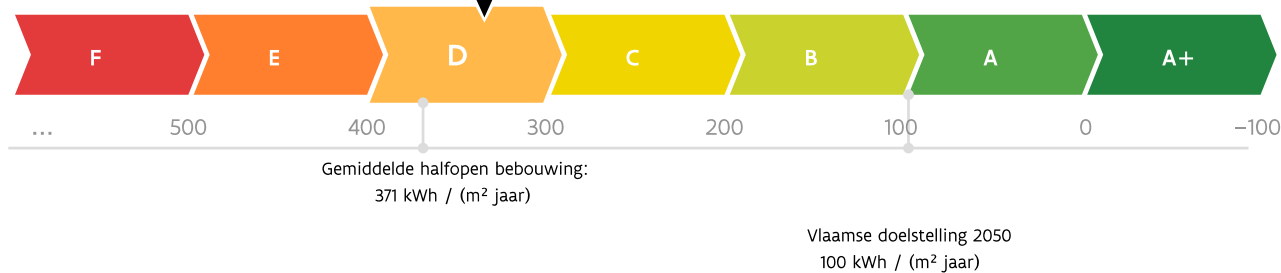 F E D C B A A+
... 500 400 300 200 100 0 –100
Gemiddelde halfopen bebouwing:
371 kWh / (m² jaar)
Vlaamse doelstelling 2050
100 kWh / (m² jaar)